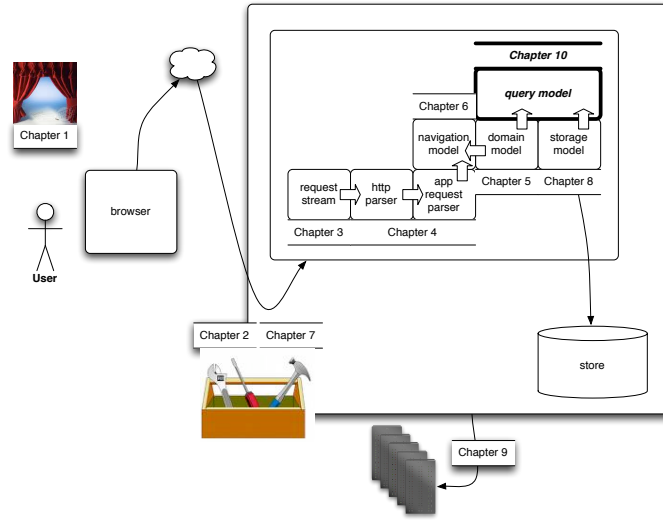 Chapter 10
query model
Chapter 6
Chapter 1
navigation
model
domain
model
storage
model
Chapter 5
Chapter 8
request
stream
http
parser
app
request
parser
Chapter 3
Chapter 4
browser
User
Chapter 2
Chapter 7
store
Chapter 9